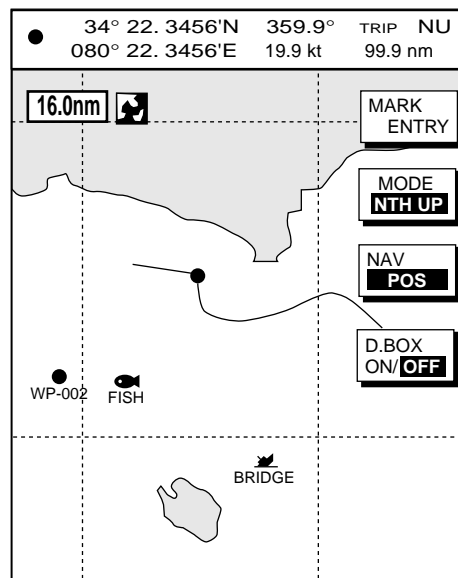 34° 22. 3456'N 359.9° TRIP NU
080° 22. 3456'E 19.9 kt 99.9 nm
16.0nm
MARK
ENTRY
MODE
NTH UP
NAV
POS
D.BOX
ON/OFF
WP-002
FISH
BRIDGE